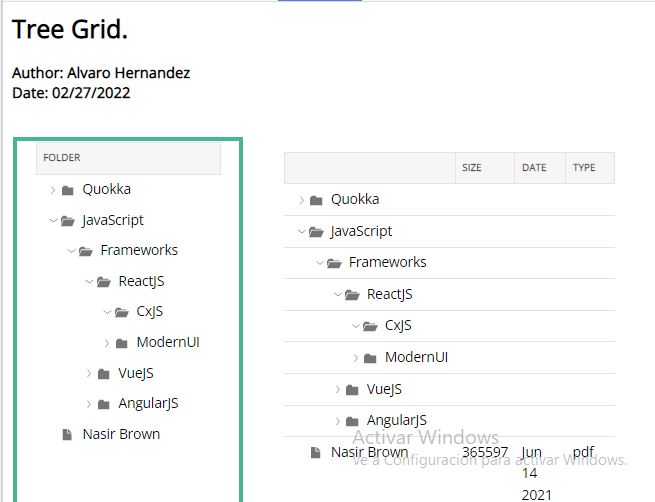 Tree Grid.
Author: Alvaro Hernandez
Date: 02/27/2022
FOLDER
Quokka
JavaScript
Frameworks
ReactJS
CxJS
ModernUI
VueJS
AngularJS
Nasir Brown
SIZE DATE TYPE
Quokka
JavaScript
Frameworks
ReactJS
CxJS
ModernUI
VueJS
AngularJS
Nasir Brown 365597 Jun pdf
14
2021
Activar Windows
Ve a Configuración para activar Windows.